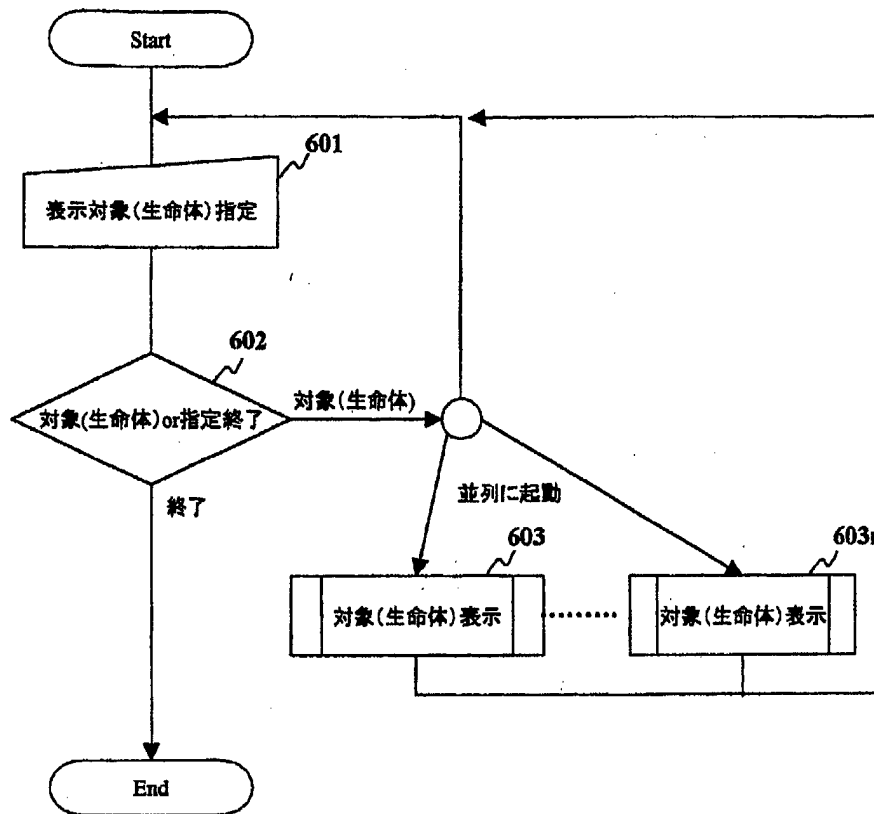 Start
601
表示対象(生命体)指定
602
対象(生命体)or指定終了
対象(生命体)
終了
並列に起動
603
対象(生命体)表示
603n
対象(生命体)表示
End